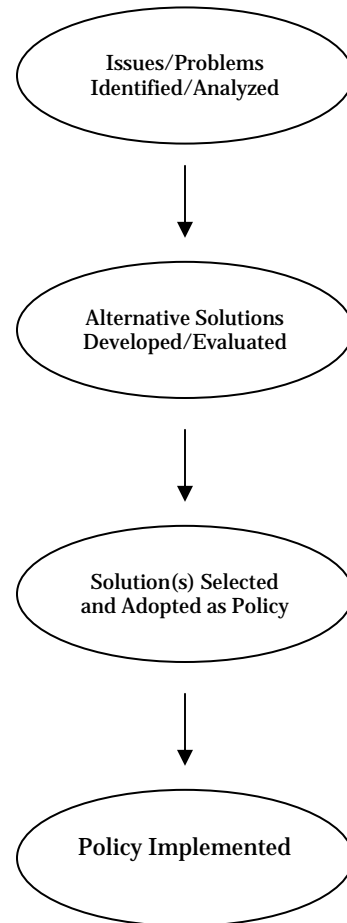 Issues/Problems
Identified/Analyzed
Alternative Solutions
Developed/Evaluated
Solution(s) Selected
and Adopted as Policy
Policy Implemented